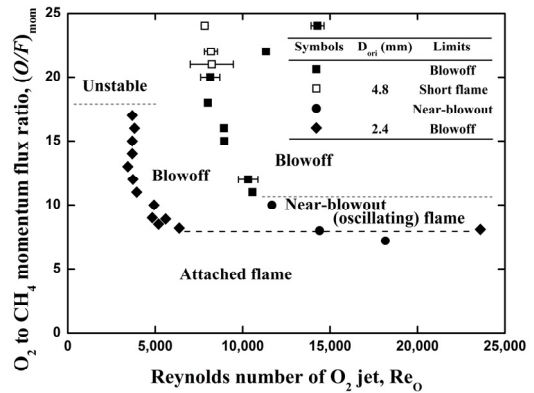 O2 to CH4 momentum flux ratio, (O/F)mom
25
20
15
10
5
0
Symbols Dori (mm) Limits
■ Blowoff
□ 4.8 Short flame
● Near-blowout
◆ 2.4 Blowoff
Unstable
Blowoff
Blowoff
Near-blowout
(oscillating) flame
Attached flame
0 5,000 10,000 15,000 20,000 25,000
Reynolds number of O2 jet, ReO